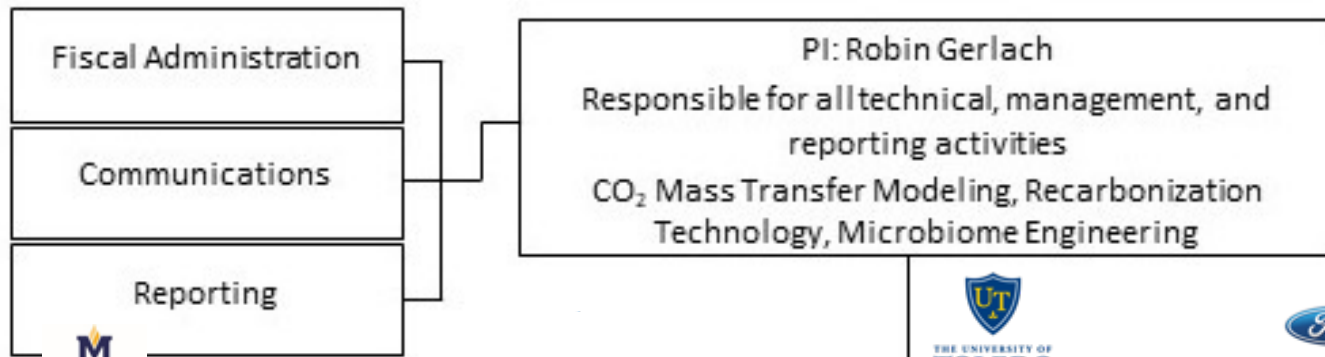 Fiscal Administration
Communications
Reporting
PI: Robin Gerlach
Responsible for all technical, management, and
reporting activities
CO₂ Mass Transfer Modeling, Recarbonization
Technology, Microbiome Engineering
M
UT
THE UNIVERSITY OF